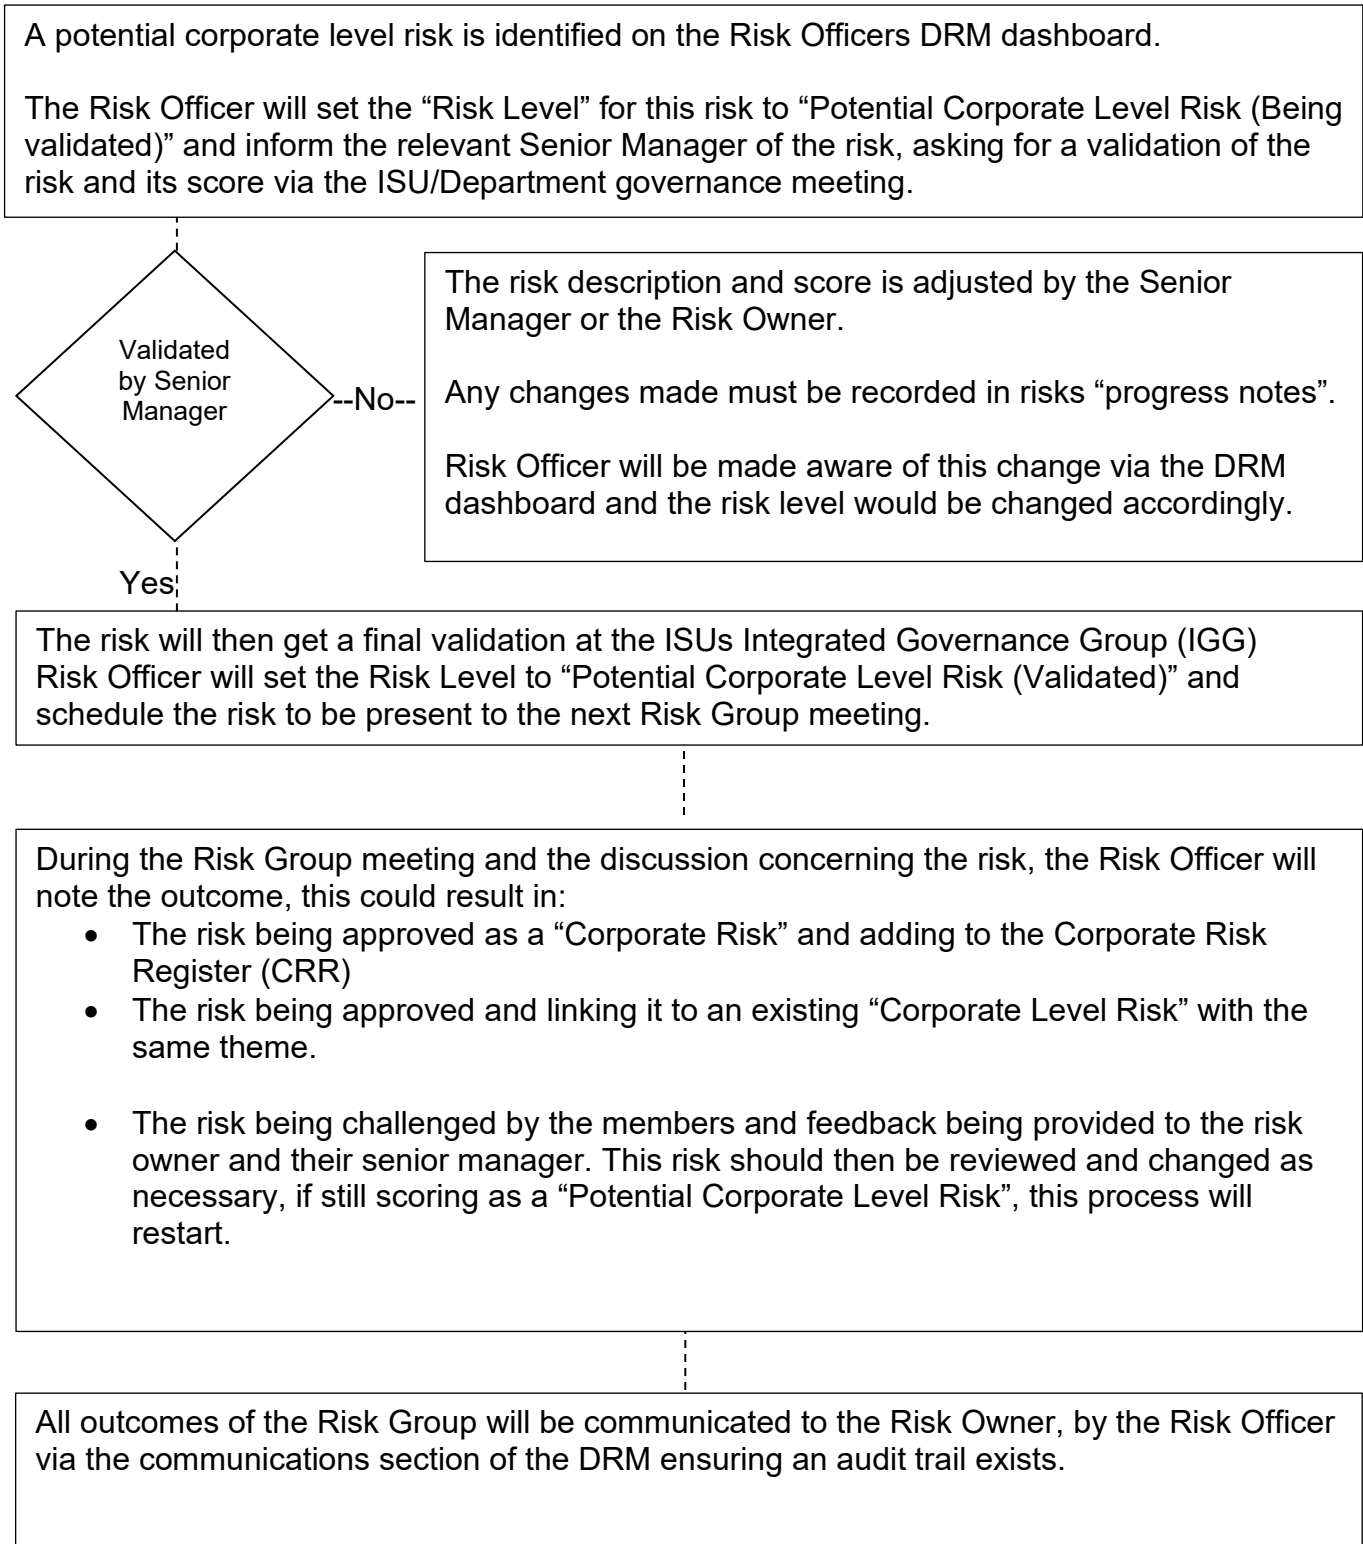 A potential corporate level risk is identified on the Risk Officers DRM dashboard.
The Risk Officer will set the “Risk Level” for this risk to “Potential Corporate Level Risk (Being
validated)” and inform the relevant Senior Manager of the risk, asking for a validation of the
risk and its score via the ISU/Department governance meeting.
Validated
by Senior
Manager
--No--
The risk description and score is adjusted by the Senior
Manager or the Risk Owner.
Any changes made must be recorded in risks “progress notes”.
Risk Officer will be made aware of this change via the DRM
dashboard and the risk level would be changed accordingly.
Yes
The risk will then get a final validation at the ISUs Integrated Governance Group (IGG)
Risk Officer will set the Risk Level to “Potential Corporate Level Risk (Validated)” and
schedule the risk to be present to the next Risk Group meeting.
During the Risk Group meeting and the discussion concerning the risk, the Risk Officer will
note the outcome, this could result in:
• The risk being approved as a “Corporate Risk” and adding to the Corporate Risk
Register (CRR)
• The risk being approved and linking it to an existing “Corporate Level Risk” with the
same theme.
• The risk being challenged by the members and feedback being provided to the risk
owner and their senior manager. This risk should then be reviewed and changed as
necessary, if still scoring as a “Potential Corporate Level Risk”, this process will
restart.
All outcomes of the Risk Group will be communicated to the Risk Owner, by the Risk Officer
via the communications section of the DRM ensuring an audit trail exists.